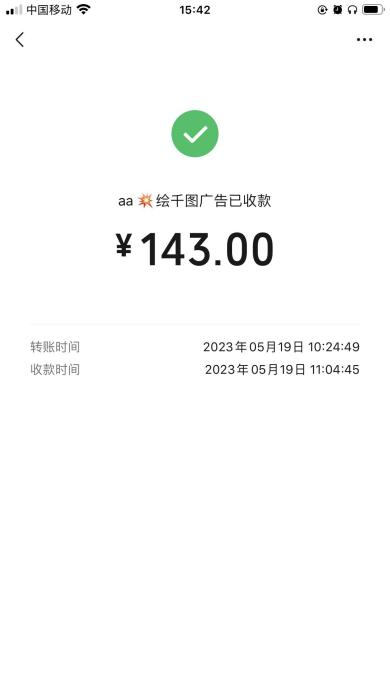 中国移动 15:42
aa 💥 绘千图广告已收款
¥143.00
转账时间 2023年05月19日 10:24:49
收款时间 2023年05月19日 11:04:45